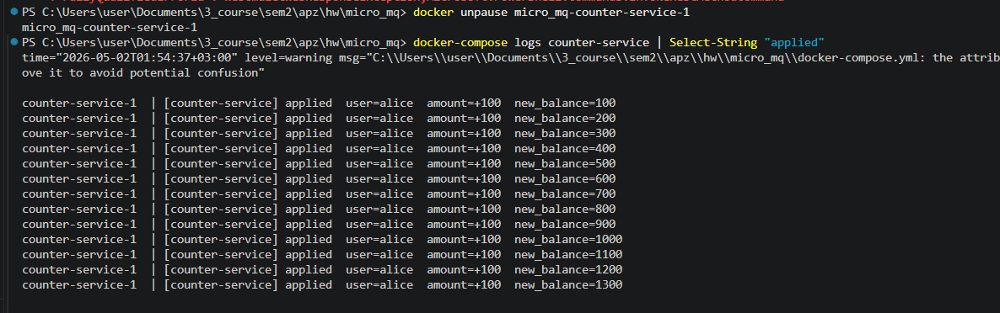 PS C:\Users\user\Documents\3_course\sem2\apz\hw\micro_mq> docker unpause micro_mq-counter-service-1
micro_mq-counter-service-1
PS C:\Users\user\Documents\3_course\sem2\apz\hw\micro_mq> docker-compose logs counter-service | Select-String "applied"
time="2026-05-02T01:54:37+03:00" level=warning msg="C:\\Users\\user\\Documents\\3_course\\sem2\\apz\\hw\\micro_mq\\docker-compose.yml: the attrib
ove it to avoid potential confusion"
counter-service-1 | [counter-service] applied user=alice amount=+100 new_balance=100
counter-service-1 | [counter-service] applied user=alice amount=+100 new_balance=200
counter-service-1 | [counter-service] applied user=alice amount=+100 new_balance=300
counter-service-1 | [counter-service] applied user=alice amount=+100 new_balance=400
counter-service-1 | [counter-service] applied user=alice amount=+100 new_balance=500
counter-service-1 | [counter-service] applied user=alice amount=+100 new_balance=600
counter-service-1 | [counter-service] applied user=alice amount=+100 new_balance=700
counter-service-1 | [counter-service] applied user=alice amount=+100 new_balance=800
counter-service-1 | [counter-service] applied user=alice amount=+100 new_balance=900
counter-service-1 | [counter-service] applied user=alice amount=+100 new_balance=1000
counter-service-1 | [counter-service] applied user=alice amount=+100 new_balance=1100
counter-service-1 | [counter-service] applied user=alice amount=+100 new_balance=1200
counter-service-1 | [counter-service] applied user=alice amount=+100 new_balance=1300